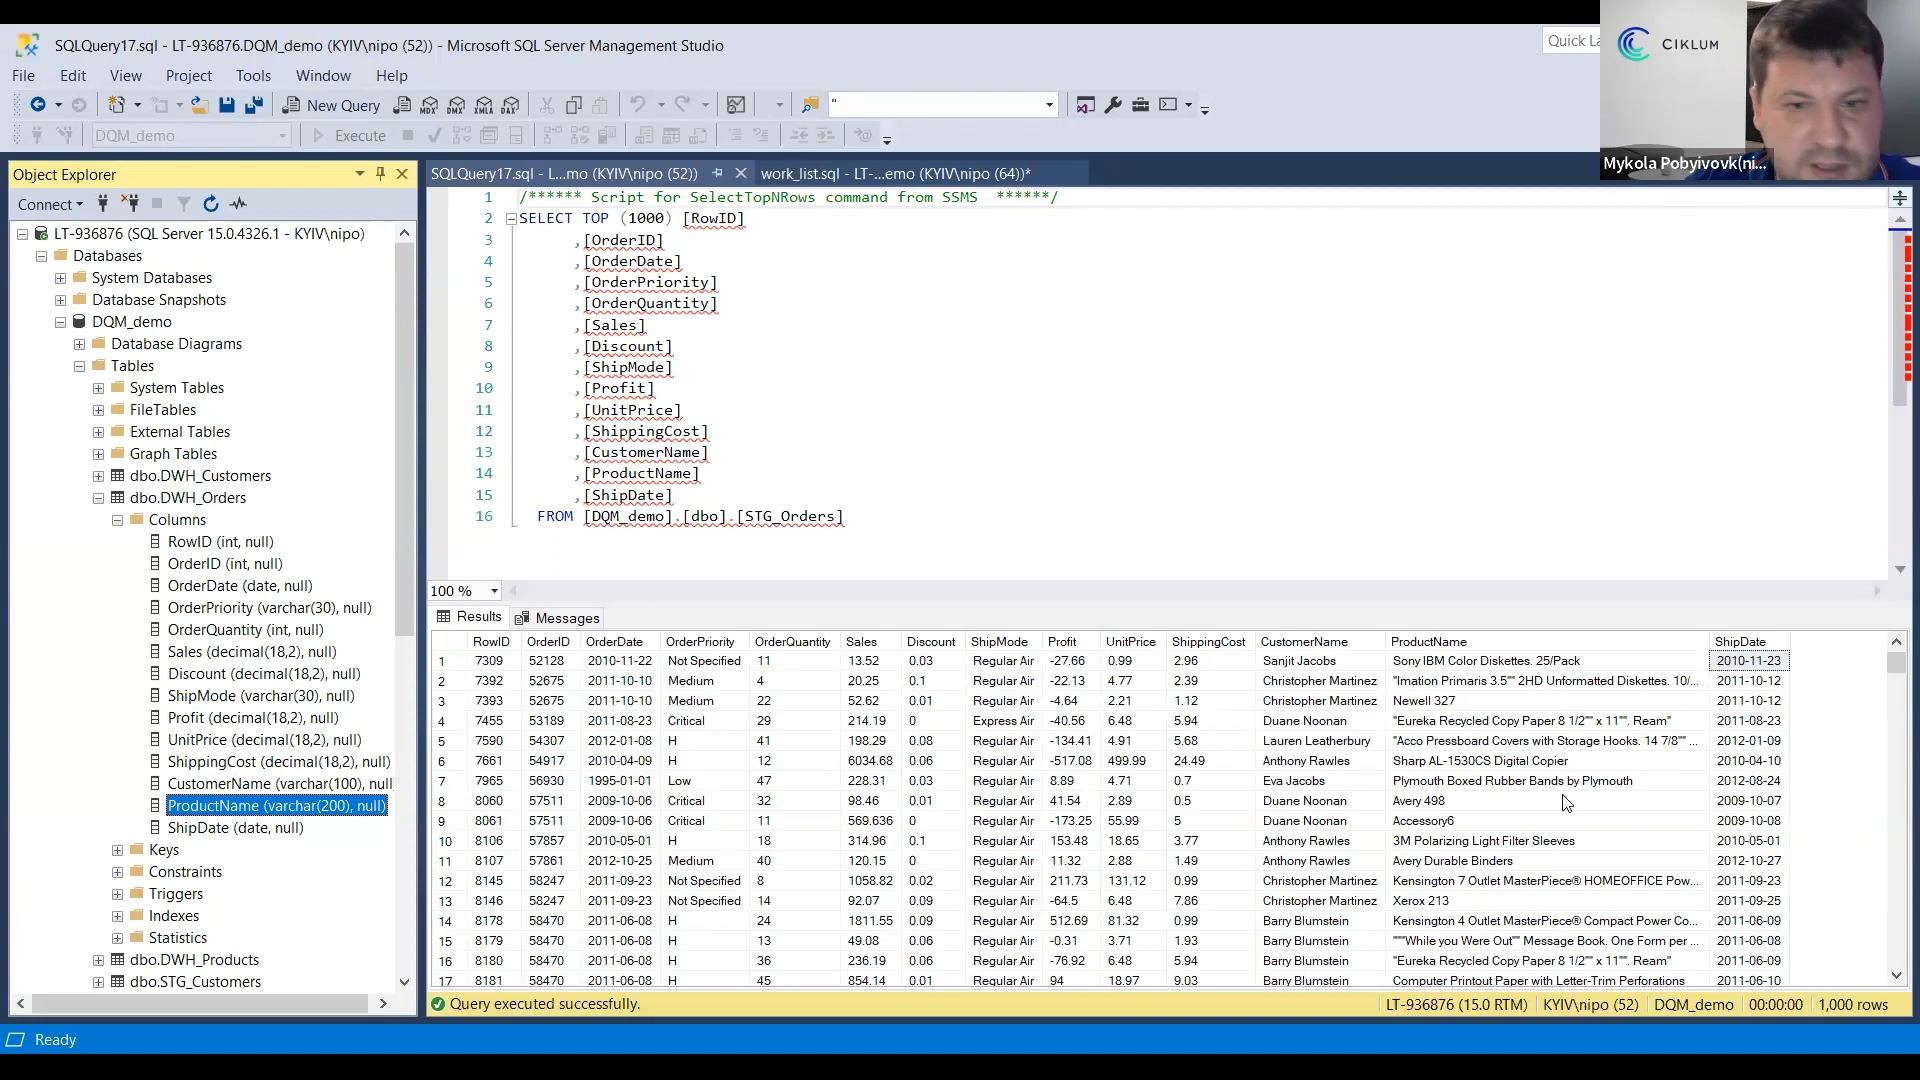 SQLQuery17.sql - LT-936876.DQM_demo (KYIV\nipo (52)) - Microsoft SQL Server Management Studio
Quick La
CIKLUM
Mykola Pobyivovk(ni...
File Edit View Project Tools Window Help
New Query MDX DMX XMLA DAX "
DQM_demo Execute
Object Explorer
Connect
LT-936876 (SQL Server 15.0.4326.1 - KYIV\nipo)
Databases
System Databases
Database Snapshots
DQM_demo
Database Diagrams
Tables
System Tables
FileTables
External Tables
Graph Tables
dbo.DWH_Customers
dbo.DWH_Orders
Columns
RowID (int, null)
OrderID (int, null)
OrderDate (date, null)
OrderPriority (varchar(30), null)
OrderQuantity (int, null)
Sales (decimal(18,2), null)
Discount (decimal(18,2), null)
ShipMode (varchar(30), null)
Profit (decimal(18,2), null)
UnitPrice (decimal(18,2), null)
ShippingCost (decimal(18,2), null)
CustomerName (varchar(100), null)
ProductName (varchar(200), null)
ShipDate (date, null)
Keys
Constraints
Triggers
Indexes
Statistics
dbo.DWH_Products
dbo.STG_Customers
SQLQuery17.sql - L...mo (KYIV\nipo (52)) work_list.sql - LT-...emo (KYIV\nipo (64))*
1 /****** Script for SelectTopNRows command from SSMS ******/
2 SELECT TOP (1000) [RowID]
3 ,[OrderID]
4 ,[OrderDate]
5 ,[OrderPriority]
6 ,[OrderQuantity]
7 ,[Sales]
8 ,[Discount]
9 ,[ShipMode]
10 ,[Profit]
11 ,[UnitPrice]
12 ,[ShippingCost]
13 ,[CustomerName]
14 ,[ProductName]
15 ,[ShipDate]
16 FROM [DQM_demo].[dbo].[STG_Orders]
100 %
Results Messages
RowID OrderID OrderDate OrderPriority OrderQuantity Sales Discount ShipMode Profit UnitPrice ShippingCost CustomerName ProductName ShipDate
1 7309 52128 2010-11-22 Not Specified 11 13.52 0.03 Regular Air -27.66 0.99 2.96 Sanjit Jacobs Sony IBM Color Diskettes. 25/Pack 2010-11-23
2 7392 52675 2011-10-10 Medium 4 20.25 0.1 Regular Air -22.13 4.77 2.39 Christopher Martinez "Imation Primaris 3.5"" 2HD Unformatted Diskettes. 10/... 2011-10-12
3 7393 52675 2011-10-10 Medium 22 52.62 0.01 Regular Air -4.64 2.21 1.12 Christopher Martinez Newell 327 2011-10-12
4 7455 53189 2011-08-23 Critical 29 214.19 0 Express Air -40.56 6.48 5.94 Duane Noonan "Eureka Recycled Copy Paper 8 1/2"" x 11"". Ream" 2011-08-23
5 7590 54307 2012-01-08 H 41 198.29 0.08 Regular Air -134.41 4.91 5.68 Lauren Leatherbury "Acco Pressboard Covers with Storage Hooks. 14 7/8"" ... 2012-01-09
6 7661 54917 2010-04-09 H 12 6034.68 0.06 Regular Air -517.08 499.99 24.49 Anthony Rawles Sharp AL-1530CS Digital Copier 2010-04-10
7 7965 56930 1995-01-01 Low 47 228.31 0.03 Regular Air 8.89 4.71 0.7 Eva Jacobs Plymouth Boxed Rubber Bands by Plymouth 2012-08-24
8 8060 57511 2009-10-06 Critical 32 98.46 0.01 Regular Air 41.54 2.89 0.5 Duane Noonan Avery 498 2009-10-07
9 8061 57511 2009-10-06 Critical 11 569.636 0 Regular Air -173.25 55.99 5 Duane Noonan Accessory6 2009-10-08
10 8106 57857 2010-05-01 H 18 314.96 0.1 Regular Air 153.48 18.65 3.77 Anthony Rawles 3M Polarizing Light Filter Sleeves 2010-05-01
11 8107 57861 2012-10-25 Medium 40 120.15 0 Regular Air 11.32 2.88 1.49 Anthony Rawles Avery Durable Binders 2012-10-27
12 8145 58247 2011-09-23 Not Specified 8 1058.82 0.02 Regular Air 211.73 131.12 0.99 Christopher Martinez Kensington 7 Outlet MasterPiece® HOMEOFFICE Pow... 2011-09-23
13 8146 58247 2011-09-23 Not Specified 14 92.07 0.09 Regular Air -64.5 6.48 7.86 Christopher Martinez Xerox 213 2011-09-25
14 8178 58470 2011-06-08 H 24 1811.55 0.09 Regular Air 512.69 81.32 0.99 Barry Blumstein Kensington 4 Outlet MasterPiece® Compact Power Co... 2011-06-09
15 8179 58470 2011-06-08 H 13 49.08 0.06 Regular Air -0.31 3.71 1.93 Barry Blumstein """While you Were Out"" Message Book. One Form per ... 2011-06-08
16 8180 58470 2011-06-08 H 36 236.19 0.06 Regular Air -76.92 6.48 5.94 Barry Blumstein "Eureka Recycled Copy Paper 8 1/2"" x 11"". Ream" 2011-06-09
17 8181 58470 2011-06-08 H 45 854.14 0.01 Regular Air 94 18.97 9.03 Barry Blumstein Computer Printout Paper with Letter-Trim Perforations 2011-06-10
Query executed successfully. LT-936876 (15.0 RTM) KYIV\nipo (52) DQM_demo 00:00:00 1,000 rows
Ready